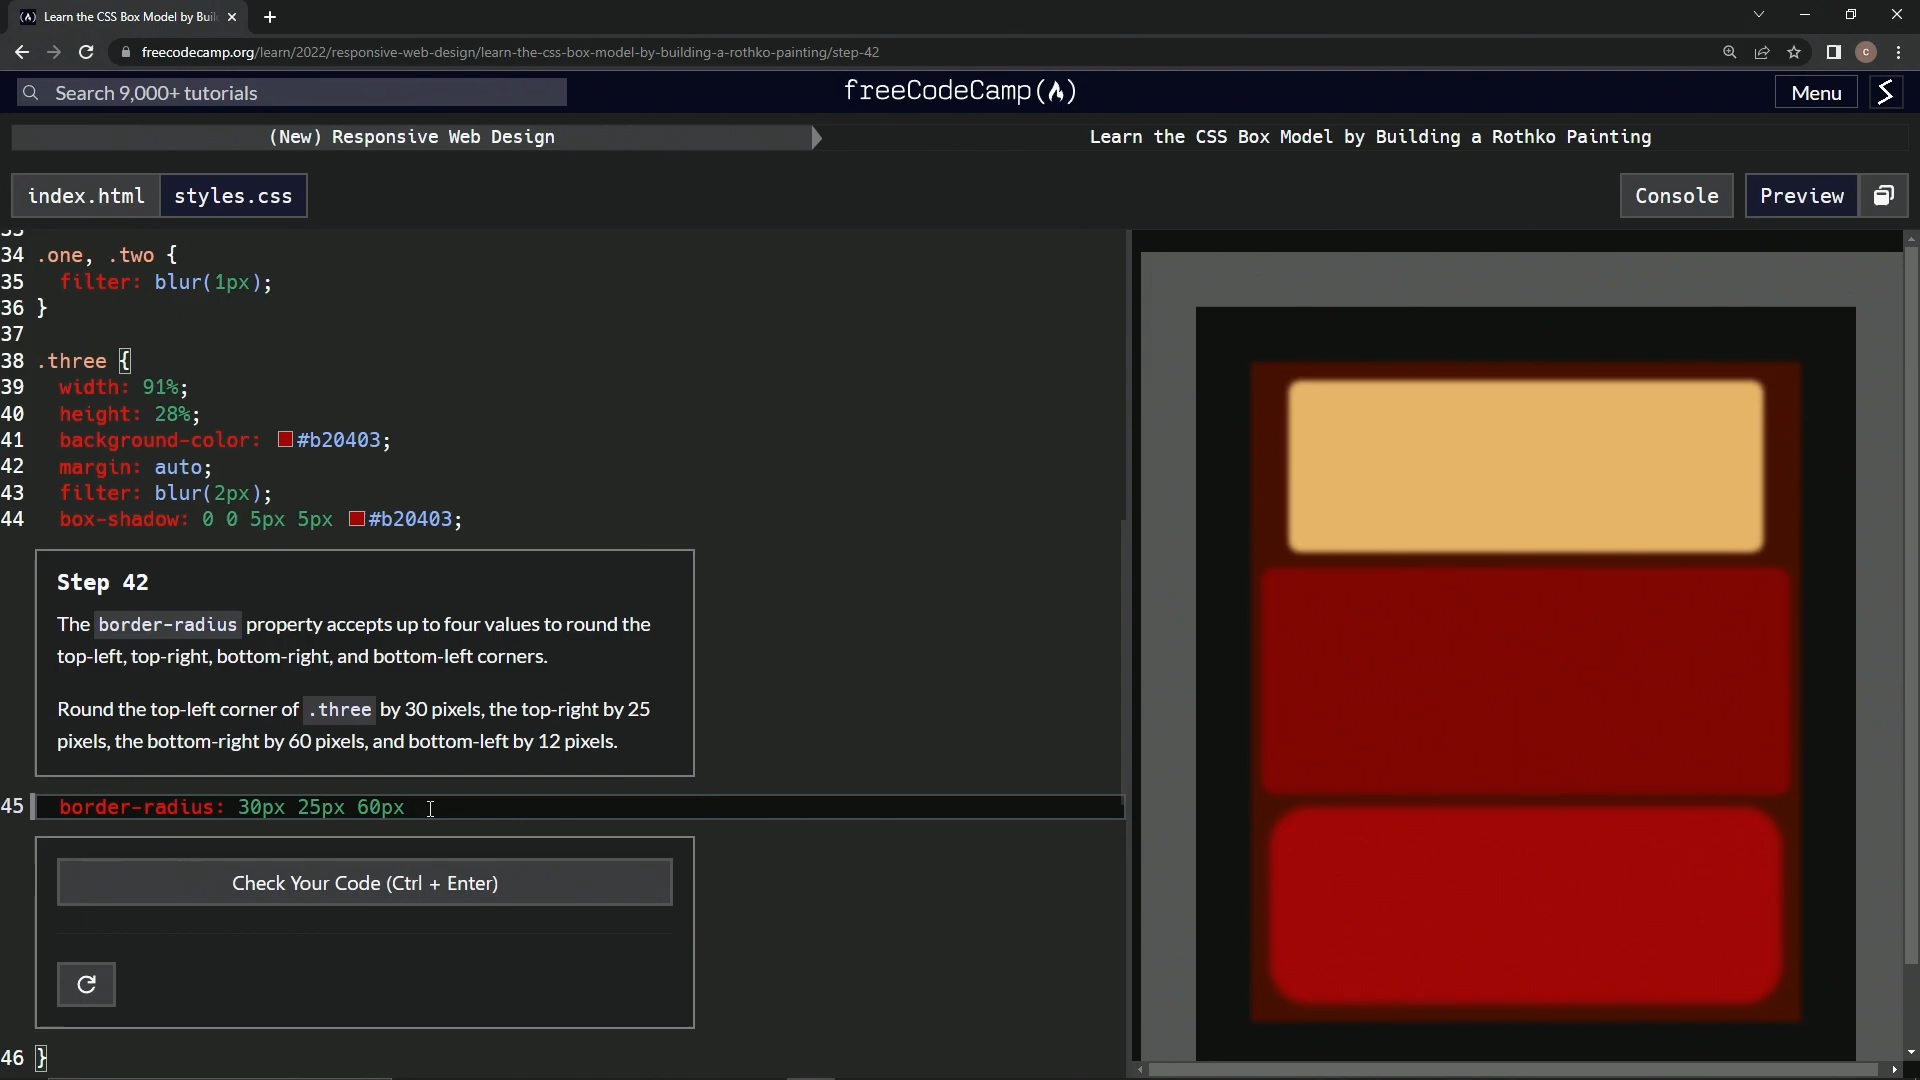 Learn the CSS Box Model by Buil
freecodecamp.org/learn/2022/responsive-web-design/learn-the-css-box-model-by-building-a-rothko-painting/step-42
c
Search 9,000+ tutorials
freeCodeCamp(🔥)
Menu
(New) Responsive Web Design
Learn the CSS Box Model by Building a Rothko Painting
index.html
styles.css
Console
Preview
33
34 .one, .two {
35 filter: blur(1px);
36 }
37
38 .three {
39 width: 91%;
40 height: 28%;
41 background-color: #b20403;
42 margin: auto;
43 filter: blur(2px);
44 box-shadow: 0 0 5px 5px #b20403;
Step 42
The border-radius property accepts up to four values to round the
top-left, top-right, bottom-right, and bottom-left corners.
Round the top-left corner of .three by 30 pixels, the top-right by 25
pixels, the bottom-right by 60 pixels, and bottom-left by 12 pixels.
45 border-radius: 30px 25px 60px
Check Your Code (Ctrl + Enter)
46 }